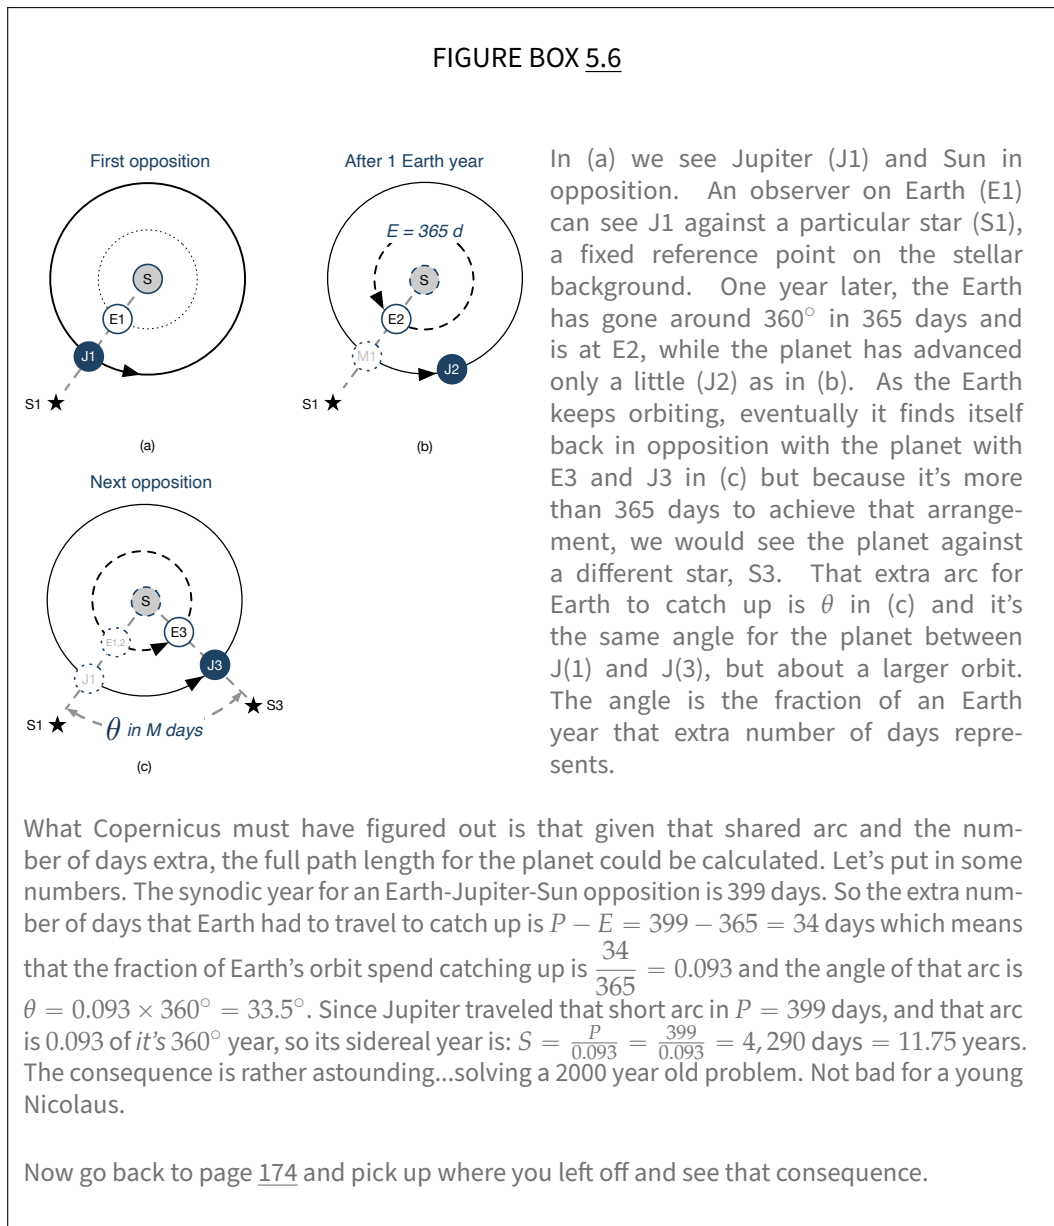 FIGURE BOX 5.6
First opposition
S
E1
J1
S1
(a)
After 1 Earth year
E = 365 d
S
E2
M1
J2
S1
(b)
Next opposition
S
E1,2
E3
J1
J3
S1
S3
θ in M days
(c)
In (a) we see Jupiter (J1) and Sun in
opposition. An observer on Earth (E1)
can see J1 against a particular star (S1),
a fixed reference point on the stellar
background. One year later, the Earth
has gone around 360° in 365 days and
is at E2, while the planet has advanced
only a little (J2) as in (b). As the Earth
keeps orbiting, eventually it finds itself
back in opposition with the planet with
E3 and J3 in (c) but because it's more
than 365 days to achieve that arrange-
ment, we would see the planet against
a different star, S3. That extra arc for
Earth to catch up is θ in (c) and it's
the same angle for the planet between
J(1) and J(3), but about a larger orbit.
The angle is the fraction of an Earth
year that extra number of days repre-
sents.
What Copernicus must have figured out is that given that shared arc and the num-
ber of days extra, the full path length for the planet could be calculated. Let's put in some
numbers. The synodic year for an Earth-Jupiter-Sun opposition is 399 days. So the extra num-
ber of days that Earth had to travel to catch up is P − E = 399 − 365 = 34 days which means
that the fraction of Earth's orbit spend catching up is 34/365 = 0.093 and the angle of that arc is
θ = 0.093 × 360° = 33.5°. Since Jupiter traveled that short arc in P = 399 days, and that arc
is 0.093 of it's 360° year, so its sidereal year is: S = P/0.093 = 399/0.093 = 4, 290 days = 11.75 years.
The consequence is rather astounding...solving a 2000 year old problem. Not bad for a young
Nicolaus.
Now go back to page 174 and pick up where you left off and see that consequence.